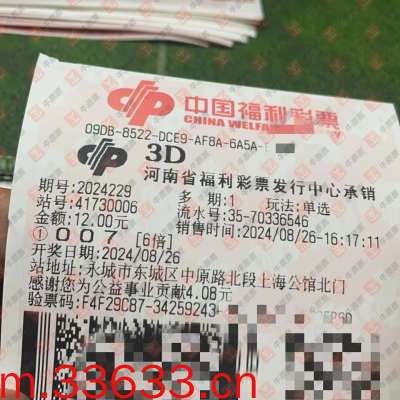 中国福利彩票
CHINA WELFA
09DB-8522-DCE9-AF8A-6A5A-
3D
河南省福利彩票发行中心承销
期号:2024229 多 期:1 玩法:单选
站号:41730006 流水号:35-70336546
金额:12.00元 销售时间:2024/08/26-16:17:11
① 007 [6倍]
开奖日期:2024/08/26
站地址:永城市东城区中原路北段上海公馆北门
感谢您为公益事业贡献4.08元
验票码:F4F29C87-34259243-
m.33633.cn